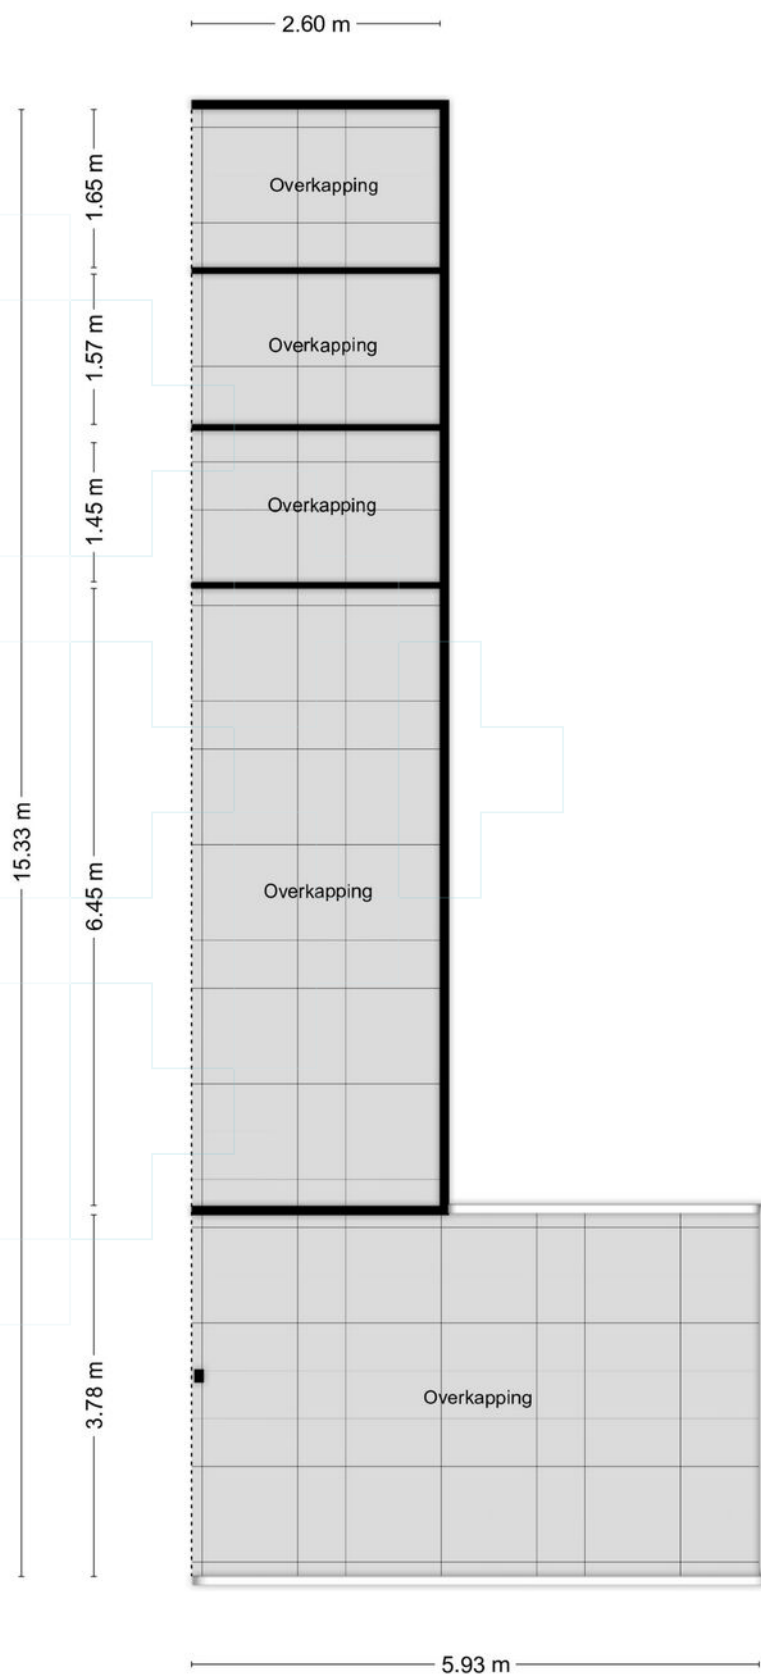 2.60 m
Overkapping
1.65 m
Overkapping
1.57 m
Overkapping
1.45 m
15.33 m
6.45 m
Overkapping
3.78 m
Overkapping
5.93 m